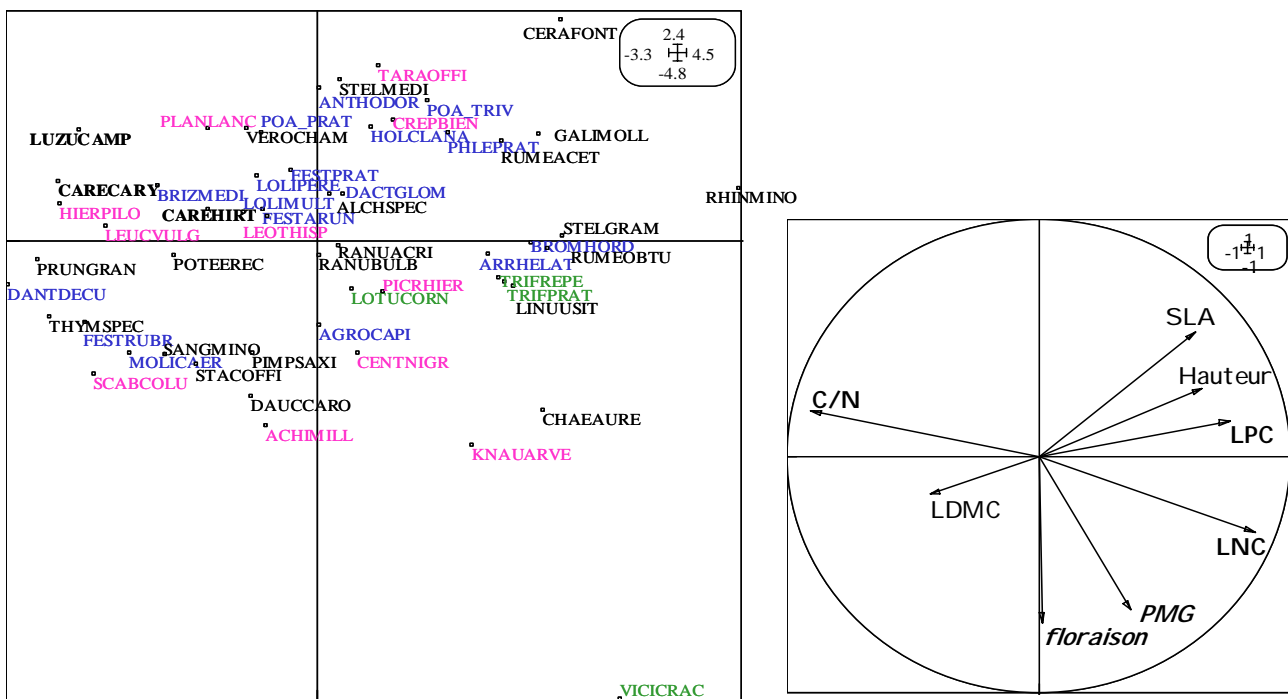 CERAFONT
2.4
-3.3 4.5
-4.8
TARAOFFI
STELMEDI
ANTHODOR
POA_TRIV
PLANLANC POA_PRAT
CREPBIEN
LUZUCAMP
VEROCHAM
HOLCLANA
GALIMOLL
PHLEPRAT
RUMEACET
FESTPRAT
CARECARY
BRIZMEDI
LOLIPERE
DACTGLOM
RHINMINO
HIERPILO
CAREHIRT
LOLIMULT
ALCHSPEC
FESTARUN
LEUCVULG
LEOTHISP
STELGRAM
BROMHORD
RANUACRI
RUMEOBTU
PRUNGRAN
POTEEREC
RANUBULB
ARRHELAT
DANTDECU
LOTUCORN
PICRHIER
TRIFREPE
TRIFPRAT
LINUUSIT
THYMSPEC
FESTRUBR
AGROCAPI
SANGMINO
MOLICAER
PIMPSAXI
CENTNIGR
SCABCOLU
STACOFFI
DAUCCARO
CHAEAURE
ACHIMILL
KNAUARVE
VICICRAC
1
-1 1
-1
SLA
Hauteur
C/N
LPC
LDMC
LNC
PMG
floraison